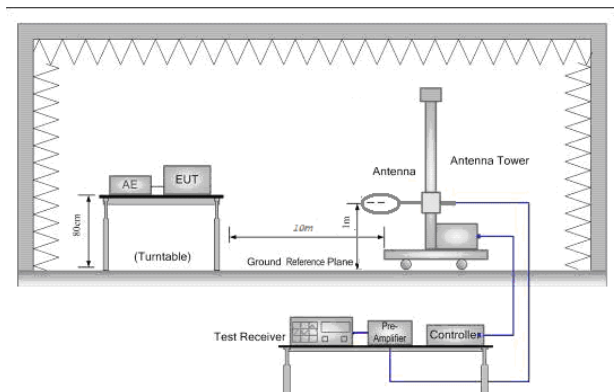 Antenna
Antenna Tower
AE
EUT
80cm
(Turntable)
10m
1m
Ground Reference Plane
Test Receiver
Pre-
Amplifier
Controller